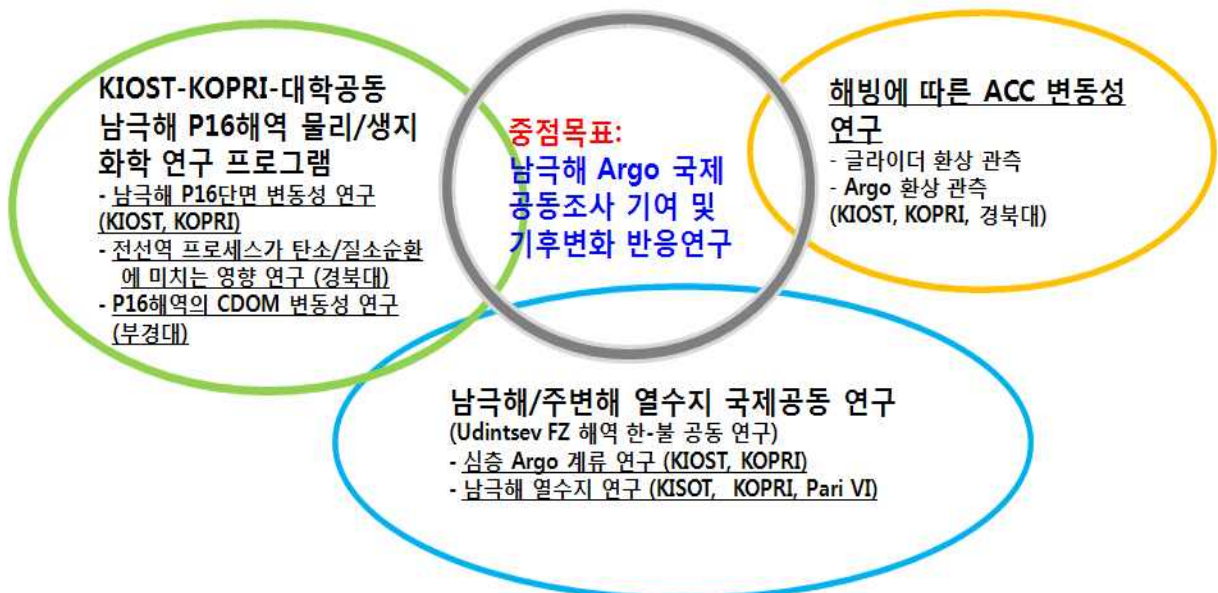 KIOST-KOPRI-대학공동
남극해 P16해역 물리/생지
화학 연구 프로그램
- 남극해 P16단면 변동성 연구
(KIOST, KOPRI)
- 전선역 프로세스가 탄소/질소순환
에 미치는 영향 연구 (경북대)
- P16해역의 CDOM 변동성 연구
(부경대)
중점목표:
남극해 Argo 국제
공동조사 기여 및
기후변화 반응연구
해빙에 따른 ACC 변동성
연구
- 글라이더 환상 관측
- Argo 환상 관측
(KIOST, KOPRI, 경북대)
남극해/주변해 열수지 국제공동 연구
(Udintsev FZ 해역 한-불 공동 연구)
- 심층 Argo 계류 연구 (KIOST, KOPRI)
- 남극해 열수지 연구 (KISOT, KOPRI, Pari VI)